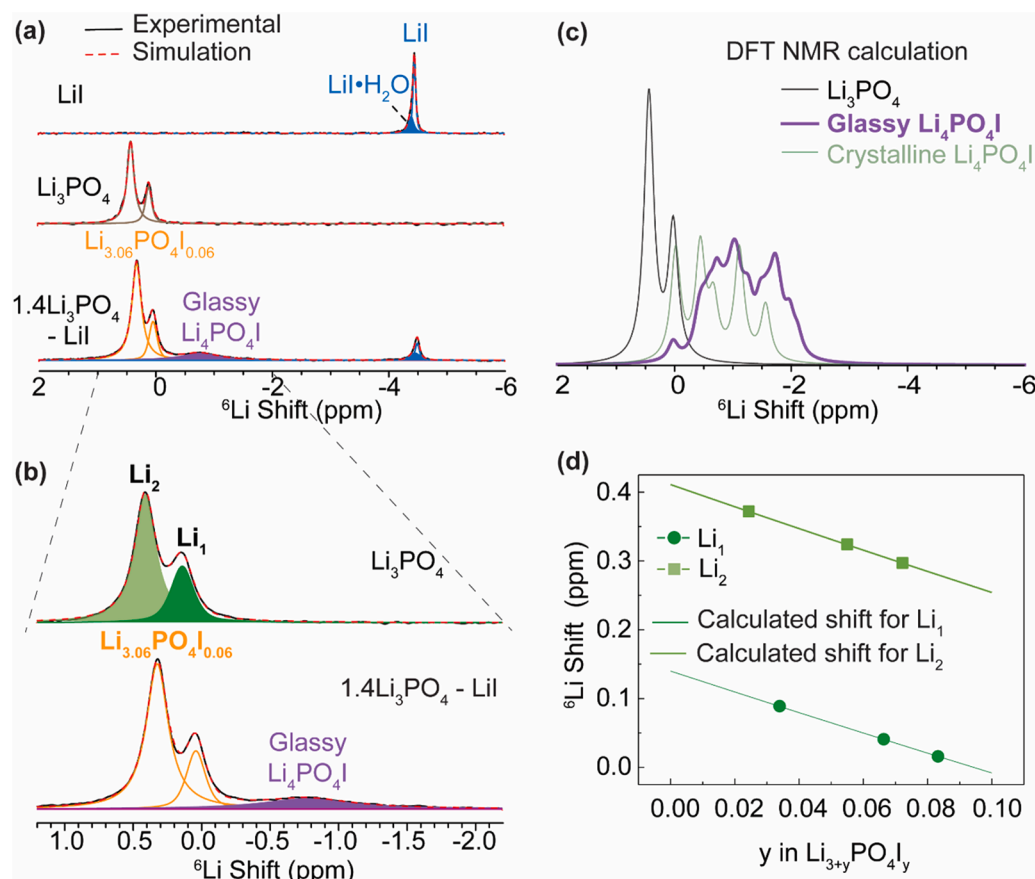 (a)
Experimental
Simulation
LiI
LiI•H₂O
LiI
Li₃PO₄
Li₃.₀₆PO₄I₀.₀₆
1.4Li₃PO₄
- LiI
Glassy
Li₄PO₄I
2 0 -2 -4 -6
⁶Li Shift (ppm)
(b)
Li₂
Li₁
Li₃PO₄
Li₃.₀₆PO₄I₀.₀₆
1.4Li₃PO₄ - LiI
Glassy
Li₄PO₄I
1.0 0.5 0.0 -0.5 -1.0 -1.5 -2.0
⁶Li Shift (ppm)
(c)
DFT NMR calculation
Li₃PO₄
Glassy Li₄PO₄I
Crystalline Li₄PO₄I
2 0 -2 -4 -6
⁶Li Shift (ppm)
(d)
⁶Li Shift (ppm)
0.4
0.3
0.4
0.1
0.0
Li₁
Li₂
Calculated shift for Li₁
Calculated shift for Li₂
0.00 0.02 0.04 0.06 0.08 0.10
y in Li₃₊ᵧPO₄Iᵧ